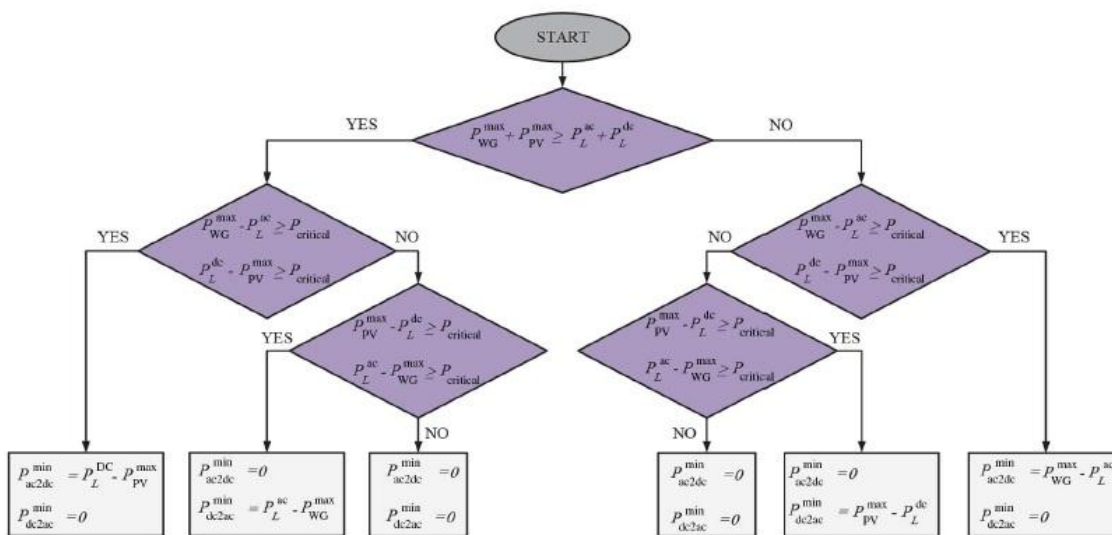 START
YES
P_WG^max + P_PV^max ≥ P_L^ac + P_L^dc
NO
YES
P_WG^max - P_L^ac ≥ P_critical
P_L^dc - P_PV^max ≥ P_critical
NO
NO
P_WG^max - P_L^ac ≥ P_critical
P_L^dc - P_PV^max ≥ P_critical
YES
YES
P_PV^max - P_L^dc ≥ P_critical
P_L^ac - P_WG^max ≥ P_critical
NO
P_PV^max - P_L^dc ≥ P_critical
P_L^ac - P_WG^max ≥ P_critical
YES
NO
P_ac2dc^min = P_L^DC - P_PV^max
P_dc2ac^min =0
P_ac2dc^min =0
P_dc2ac^min = P_L^ac - P_WG^max
P_ac2dc^min =0
P_dc2ac^min =0
P_ac2dc^min =0
P_dc2ac^min =0
P_ac2dc^min =0
P_dc2ac^min = P_PV^max - P_L^dc
P_ac2dc^min = P_WG^max - P_L^ac
P_dc2ac^min =0